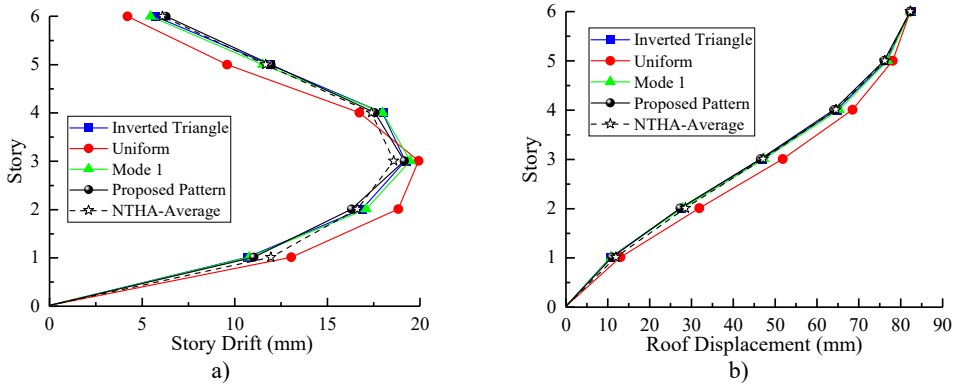 6
5
4
3
2
1
0
Story
Inverted Triangle
Uniform
Mode 1
Proposed Pattern
NTHA-Average
0 5 10 15 20
Story Drift (mm)
a)
6
5
4
3
2
1
0
Story
Inverted Triangle
Uniform
Mode 1
Proposed Pattern
NTHA-Average
0 10 20 30 40 50 60 70 80 90
Roof Displacement (mm)
b)